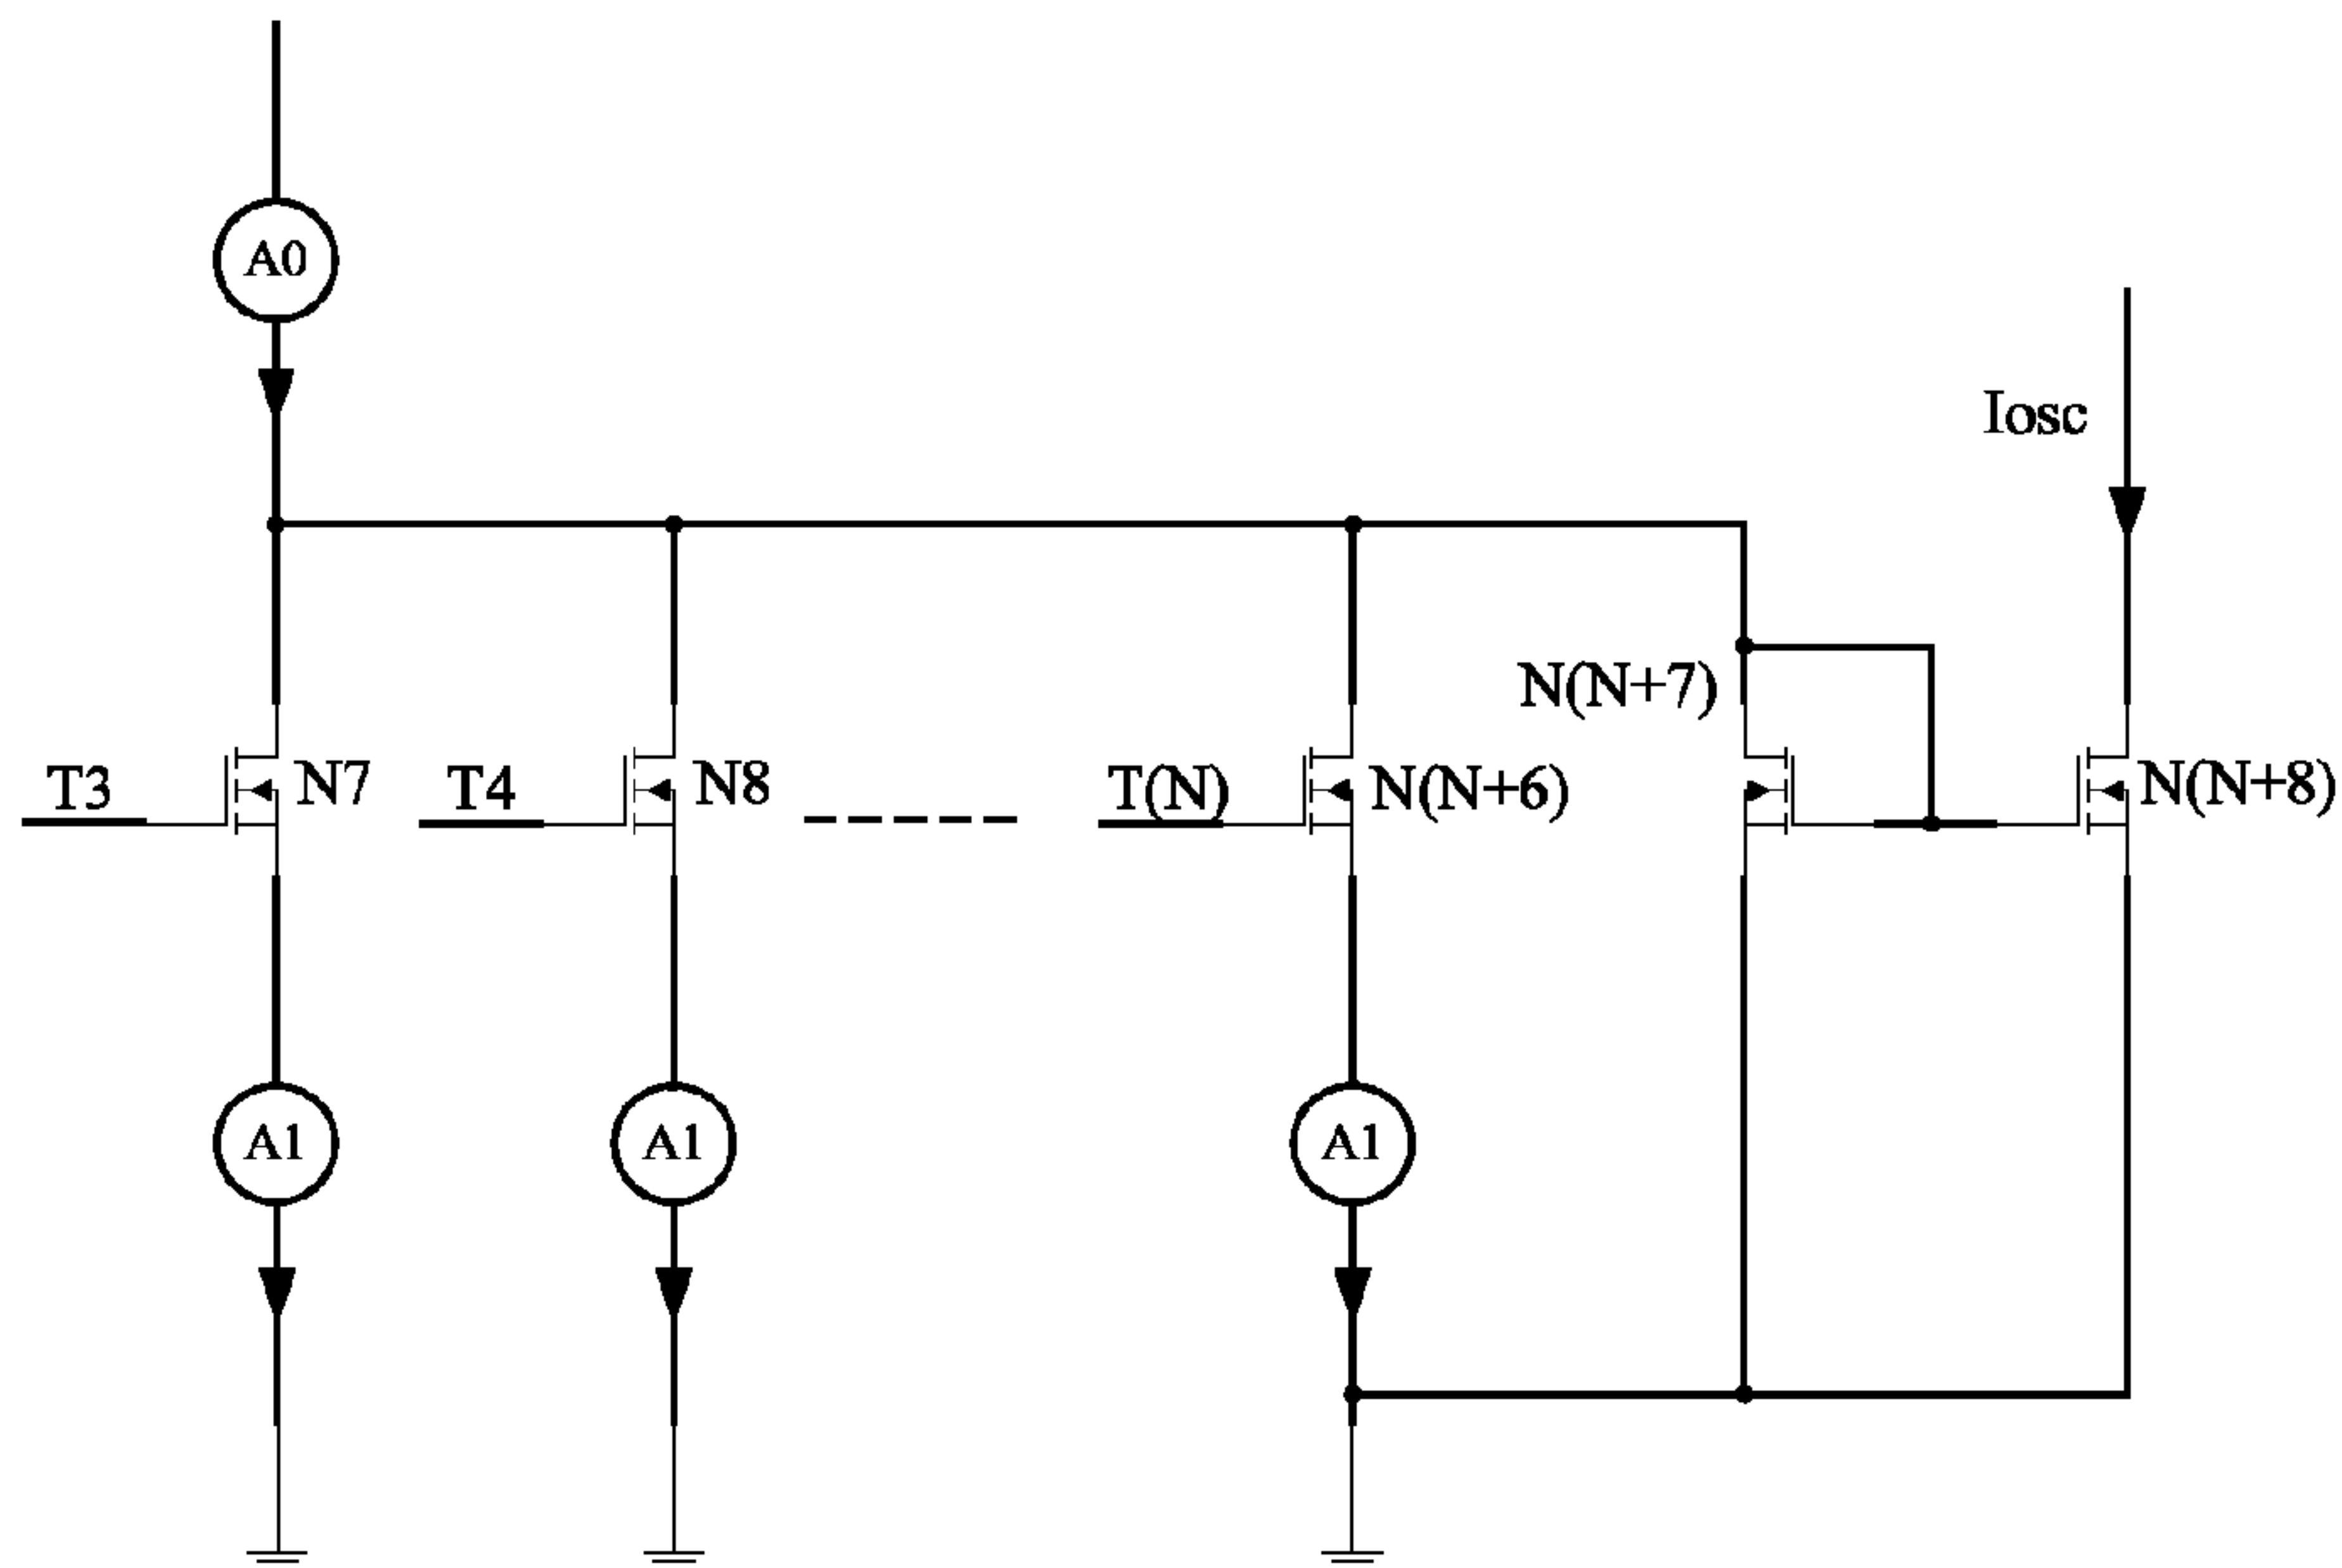 A0
Iosc
N(N+7)
T3
N7
T4
N8
T(N)
N(N+6)
N(N+8)
A1
A1
A1